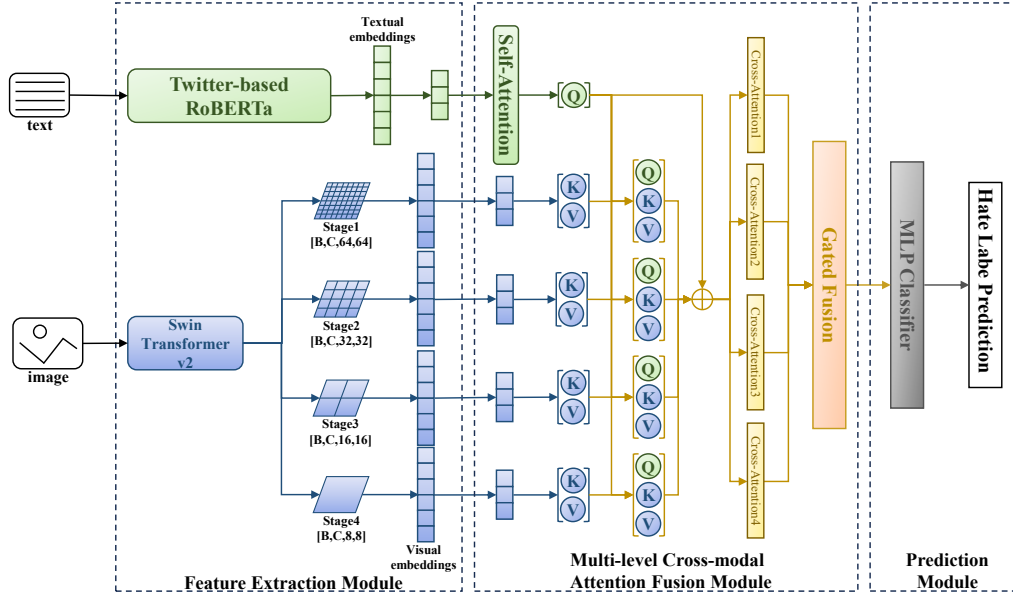 text
Twitter-based
RoBERTa
Textual
embeddings
Self-Attention
Q
image
Swin
Transformer
v2
Stage1
[B,C,64,64]
K
V
Q
K
V
Stage2
[B,C,32,32]
K
V
Q
K
V
Stage3
[B,C,16,16]
K
V
Q
K
V
Stage4
[B,C,8,8]
K
V
Q
K
V
Visual
embeddings
Cross-Attention1
Cross-Attention2
Cross-Attention3
Cross-Attention4
Gated Fusion
MLP Classifier
Hate Labe Prediction
Feature Extraction Module
Multi-level Cross-modal
Attention Fusion Module
Prediction
Module